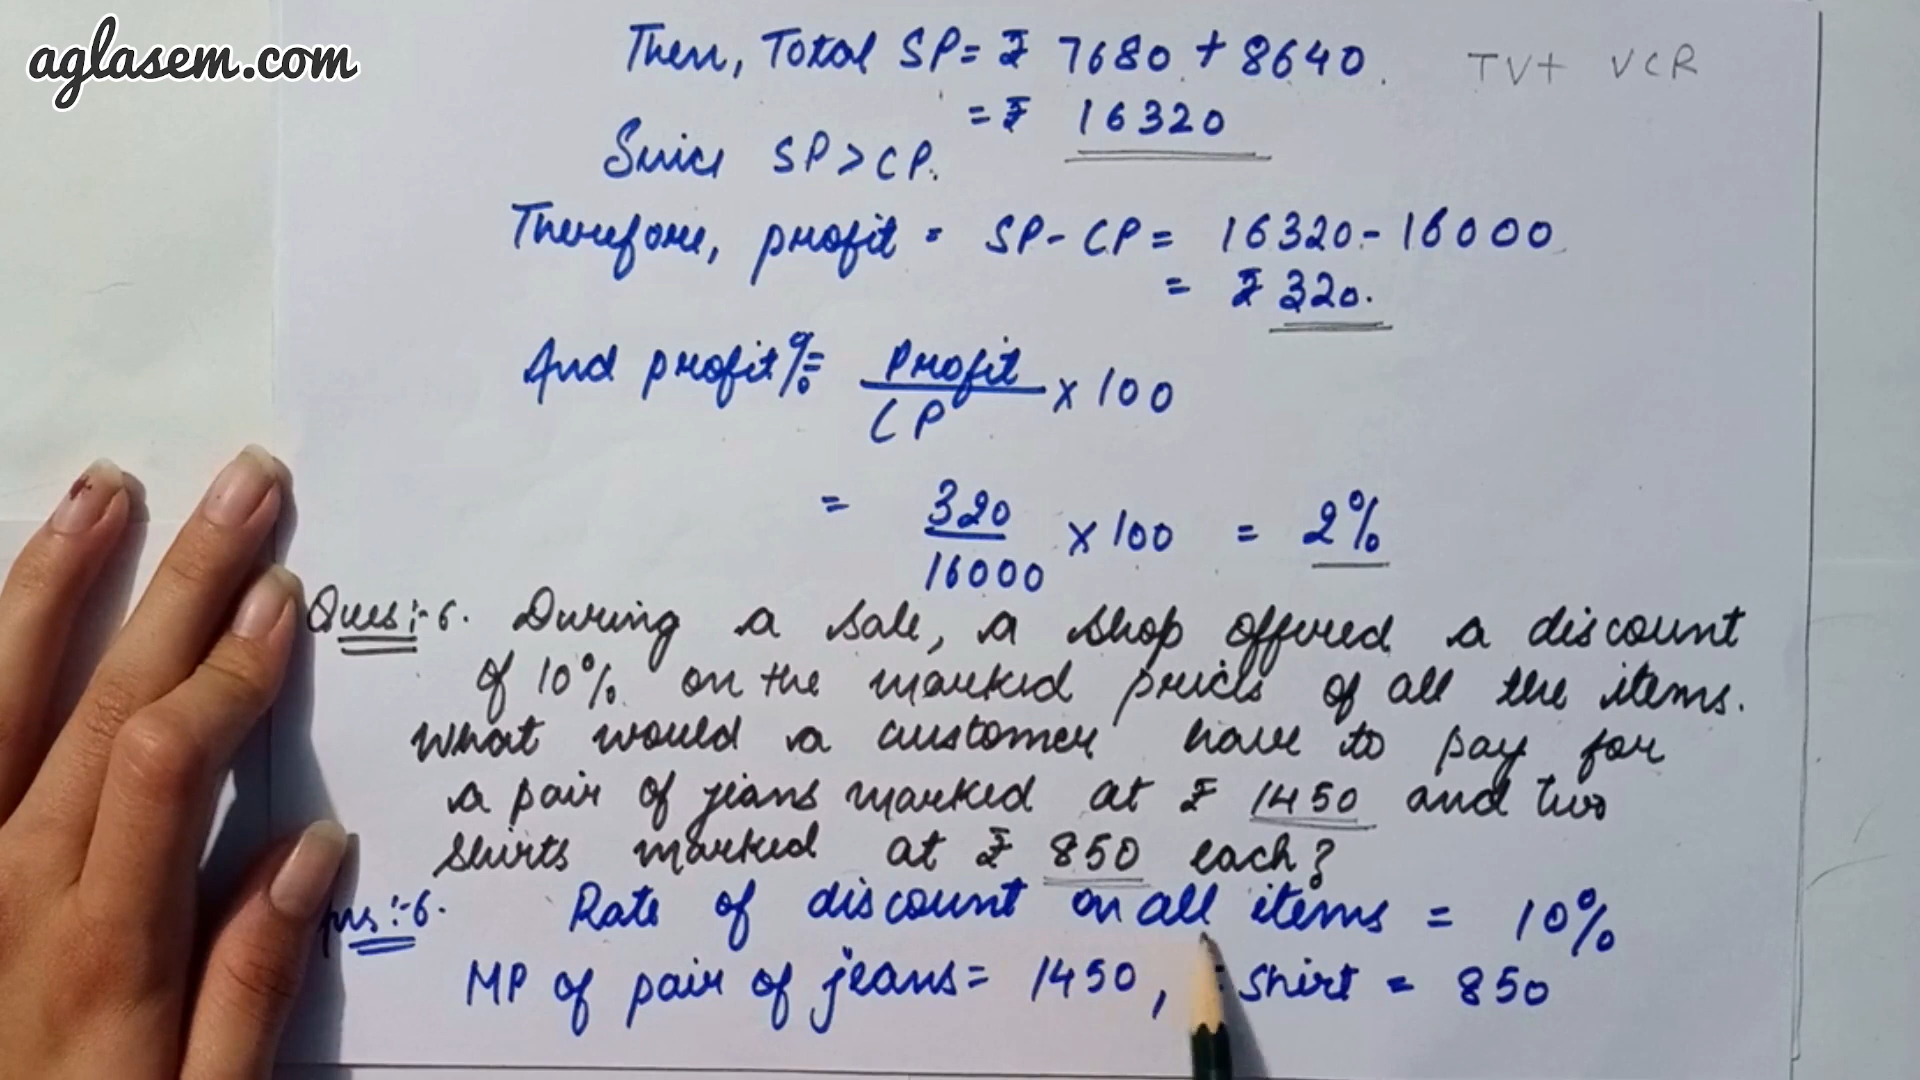 aglasem.com
Then, Total SP = ₹ 7680 + 8640. TV + VCR
= ₹ 16320
Since SP > CP.
Therefore, profit = SP - CP = 16320 - 16000
= ₹ 320.
And profit % = Profit / CP × 100
= 320 / 16000 × 100 = 2%
Ques:-6. During a sale, a shop offered a discount
of 10% on the marked prices of all the items.
What would a customer have to pay for
a pair of jeans marked at ₹ 1450 and two
shirts marked at ₹ 850 each?
Ans:-6. Rate of discount on all items = 10%
MP of pair of jeans = 1450, shirt = 850